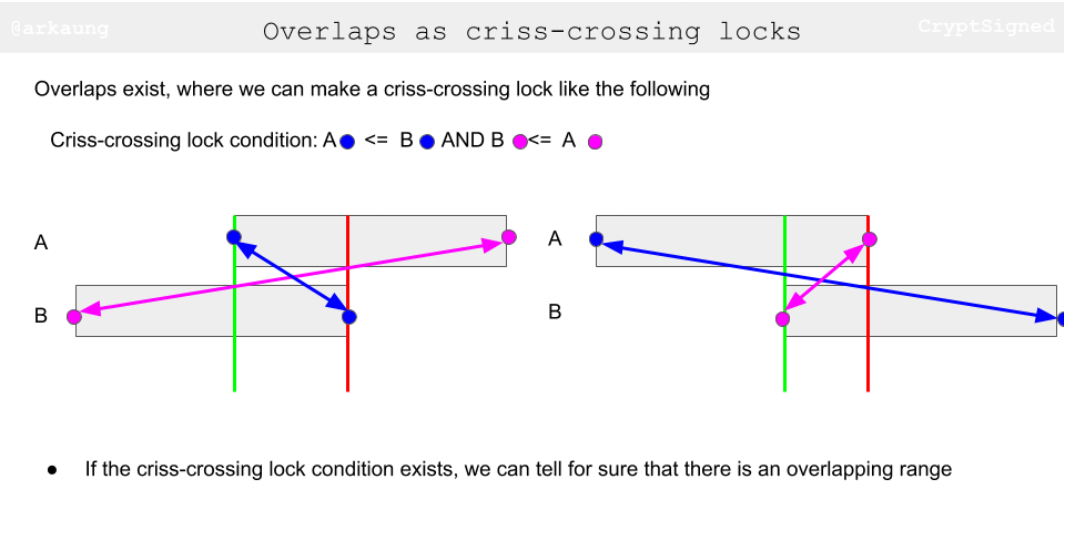 @arkaung
Overlaps as criss-crossing locks
CryptSigned
Overlaps exist, where we can make a criss-crossing lock like the following
Criss-crossing lock condition: A <= B AND B <= A
A
B
A
B
● If the criss-crossing lock condition exists, we can tell for sure that there is an overlapping range